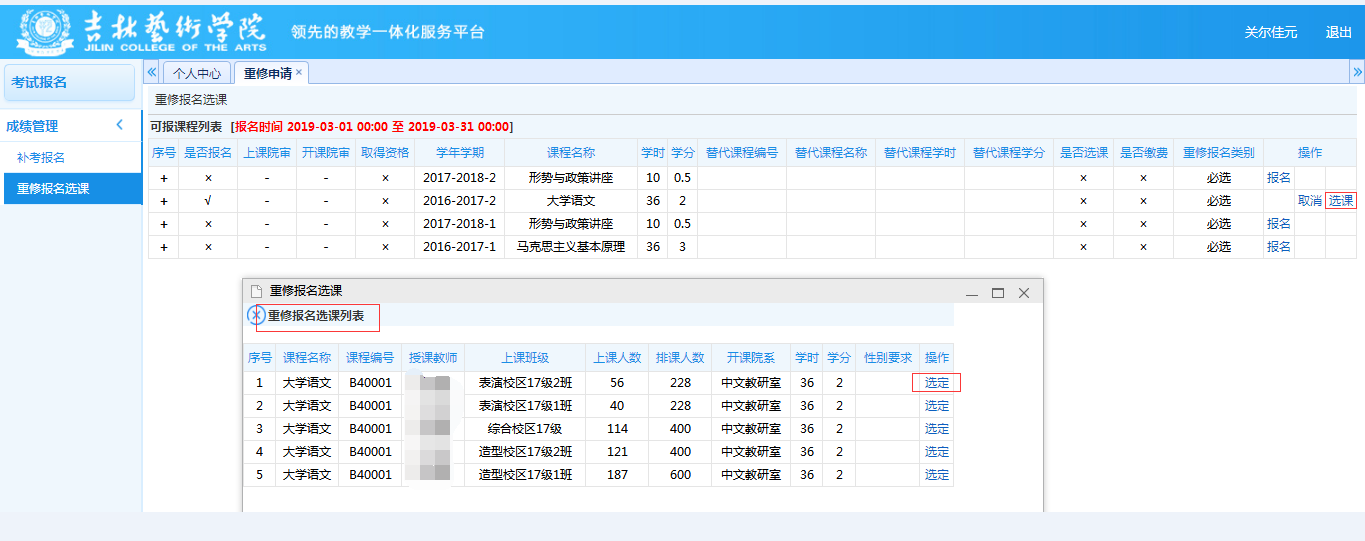 吉林艺术学院 领先的教学一体化服务平台 关尔佳元 退出
JILIN COLLEGE OF THE ARTS
考试报名 « 个人中心 重修申请 × »
重修报名选课
成绩管理 可报课程列表 [报名时间 2019-03-01 00:00 至 2019-03-31 00:00]
补考报名
重修报名选课
序号 是否报名 上课院审 开课院审 取得资格 学年学期 课程名称 学时 学分 替代课程编号 替代课程名称 替代课程学时 替代课程学分 是否选课 是否缴费 重修报名类别 操作
+ × - - × 2017-2018-2 形势与政策讲座 10 0.5 × × 必选 报名
+ √ - - × 2016-2017-2 大学语文 36 2 × × 必选 取消 选课
+ × - - × 2017-2018-1 形势与政策讲座 10 0.5 × × 必选 报名
+ × - - × 2016-2017-1 马克思主义基本原理 36 3 × × 必选 报名
重修报名选课
重修报名选课列表
序号 课程名称 课程编号 授课教师 上课班级 上课人数 排课人数 开课院系 学时 学分 性别要求 操作
1 大学语文 B40001 表演校区17级2班 56 228 中文教研室 36 2 选定
2 大学语文 B40001 表演校区17级1班 40 228 中文教研室 36 2 选定
3 大学语文 B40001 综合校区17级 114 400 中文教研室 36 2 选定
4 大学语文 B40001 造型校区17级2班 121 400 中文教研室 36 2 选定
5 大学语文 B40001 造型校区17级1班 187 600 中文教研室 36 2 选定